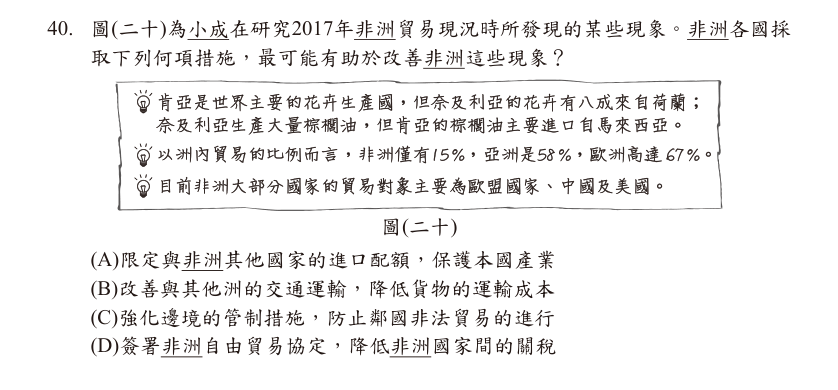 40. 圖(二十)為小成在研究2017年非洲貿易現況時所發現的某些現象。非洲各國採
取下列何項措施，最可能有助於改善非洲這些現象？
肯亞是世界主要的花卉生產國，但奈及利亞的花卉有八成來自荷蘭；
奈及利亞生產大量棕櫚油，但肯亞的棕櫚油主要進口自馬來西亞。
以洲內貿易的比例而言，非洲僅有15%，亞洲是58%，歐洲高達67%。
目前非洲大部分國家的貿易對象主要為歐盟國家、中國及美國。
圖(二十)
(A)限定與非洲其他國家的進口配額，保護本國產業
(B)改善與其他洲的交通運輸，降低貨物的運輸成本
(C)強化邊境的管制措施，防止鄰國非法貿易的進行
(D)簽署非洲自由貿易協定，降低非洲國家間的關稅